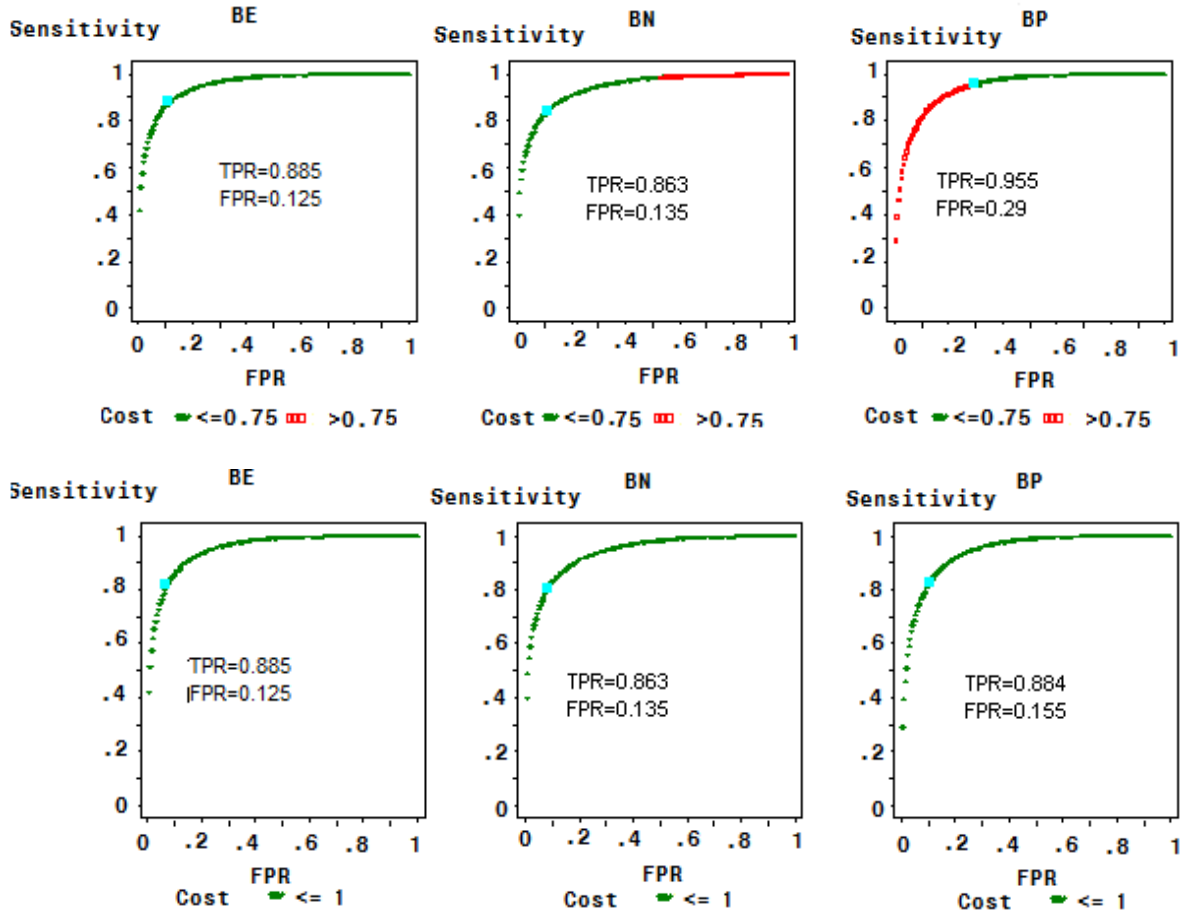 BE
Sensitivity
1
.8
.6
.4
.2
0
TPR=0.885
FPR=0.125
0 .2 .4 .6 .8 1
FPR
Cost <=0.75 >0.75
BN
Sensitivity
1
.8
.6
.4
.2
0
TPR=0.863
FPR=0.135
0 .2 .4 .6 .8 1
FPR
Cost <=0.75 >0.75
BP
Sensitivity
1
.8
.6
.4
.2
0
TPR=0.955
FPR=0.29
0 .2 .4 .6 .8 1
FPR
Cost <=0.75 >0.75
BE
Sensitivity
1
.8
.6
.4
.2
0
TPR=0.885
FPR=0.125
0 .2 .4 .6 .8 1
FPR
Cost <= 1
BN
Sensitivity
1
.8
.6
.4
.2
0
TPR=0.863
FPR=0.135
0 .2 .4 .6 .8 1
FPR
Cost <= 1
BP
Sensitivity
1
.8
.6
.4
.2
0
TPR=0.884
FPR=0.155
0 .2 .4 .6 .8 1
FPR
Cost <= 1